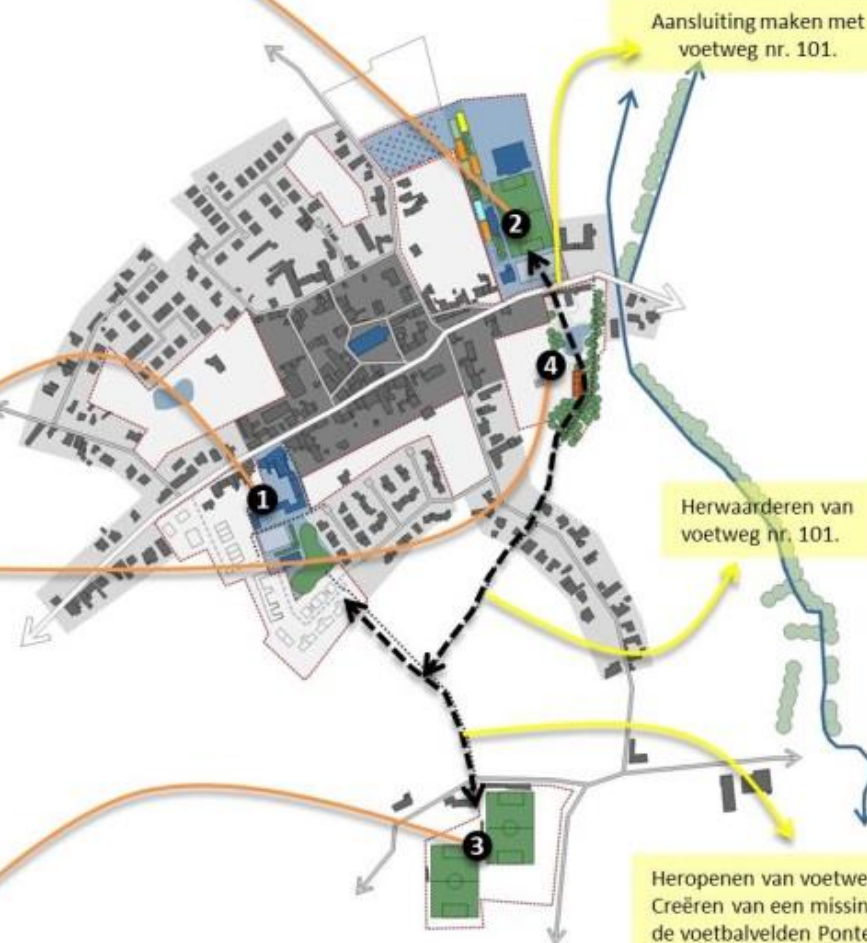 Aansluiting maken met
voetweg nr. 101.
2
4
1
Herwaarderen van
voetweg nr. 101.
3
Heropenen van voetwe
Creëren van een missin
de voetbalvelden Ponte